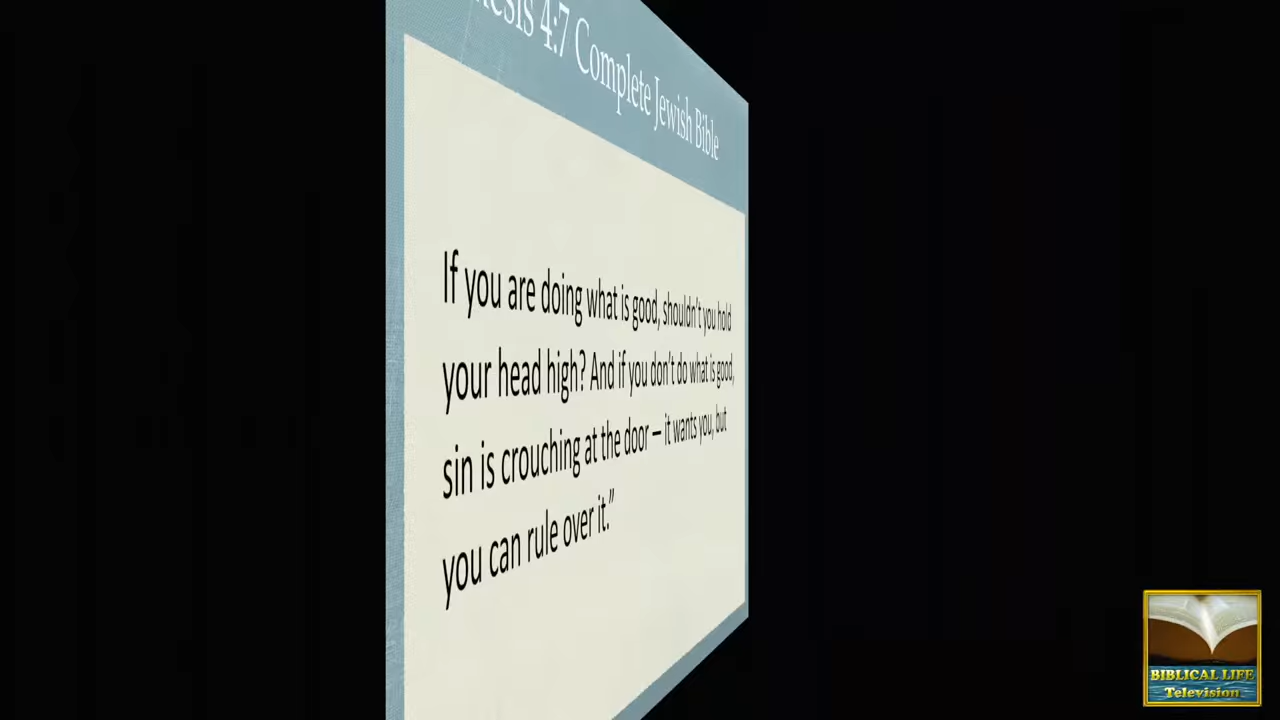 esis 4:7 Complete Jewish Bible
If you are doing what is good, shouldn't you hold
your head high? And if you don't do what is good,
sin is crouching at the door – it wants you, but
you can rule over it.”
BIBLICAL LIFE
Television